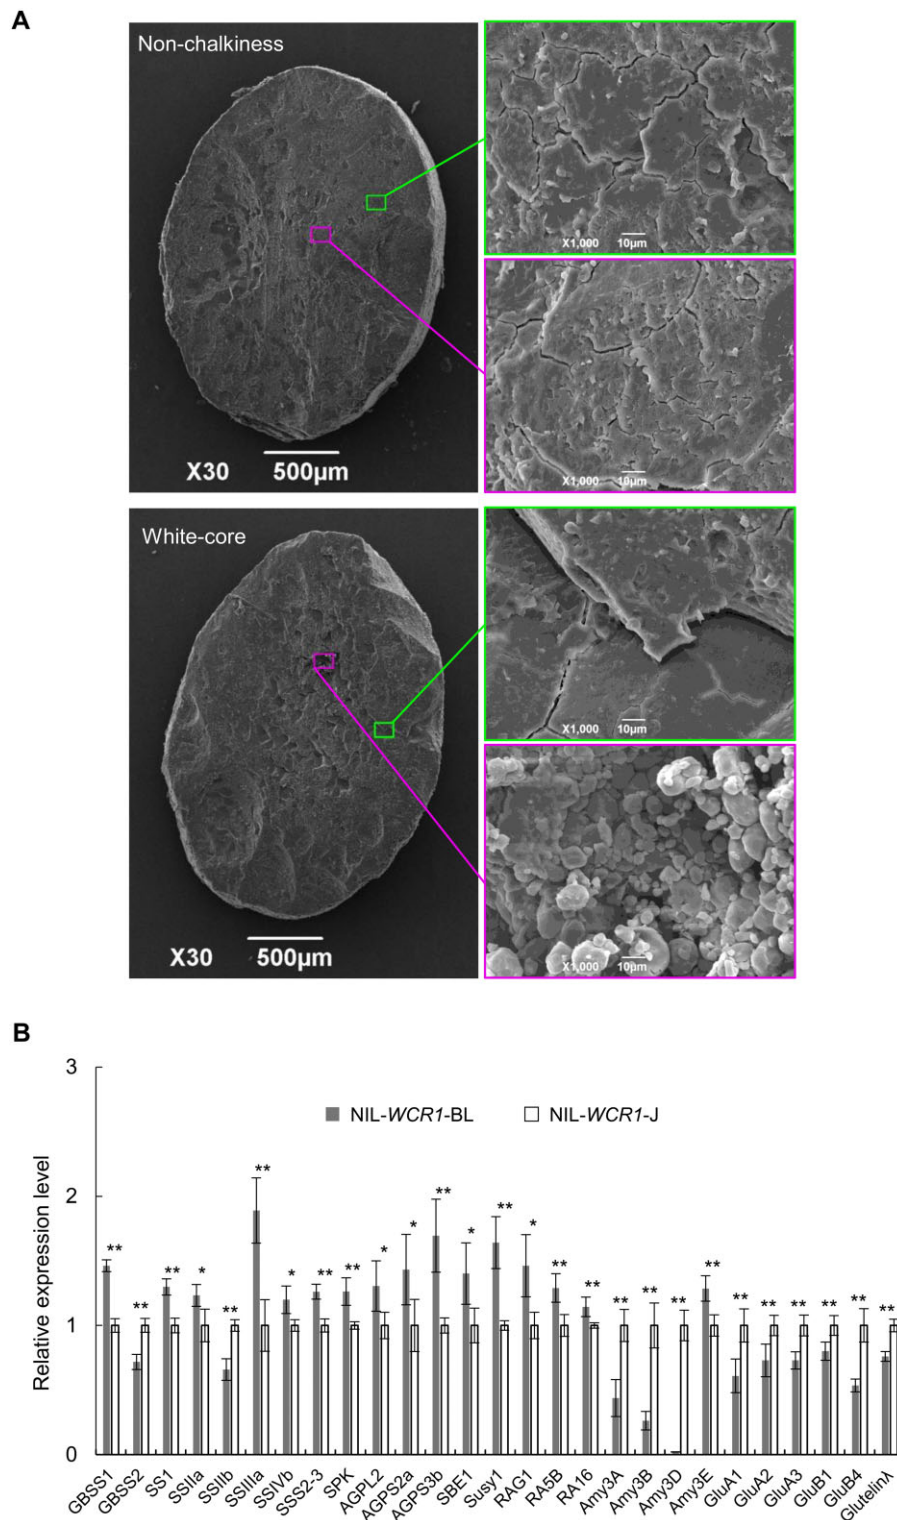 A
Non-chalkiness
X30 500μm
X1,000 10μm
X1,000 10μm
White-core
X30 500μm
X1,000 10μm
X1,000 10μm
B
Relative expression level
3
2
1
0
NIL-WCR1-BL NIL-WCR1-J
** ** ** * ** ** * ** ** * * ** * ** * ** ** ** ** ** ** ** ** ** ** ** **
GBSS1 GBSS2 SS1 SSIIa SSIIb SSIIIa SSIVb SSS2-3 SPK AGPL2 AGPS2a AGPS3b SBE1 Susy1 RAG1 RA5B RA16 Amy3A Amy3B Amy3D Amy3E GluA1 GluA2 GluA3 GluB1 GluB4 Glutelinλ